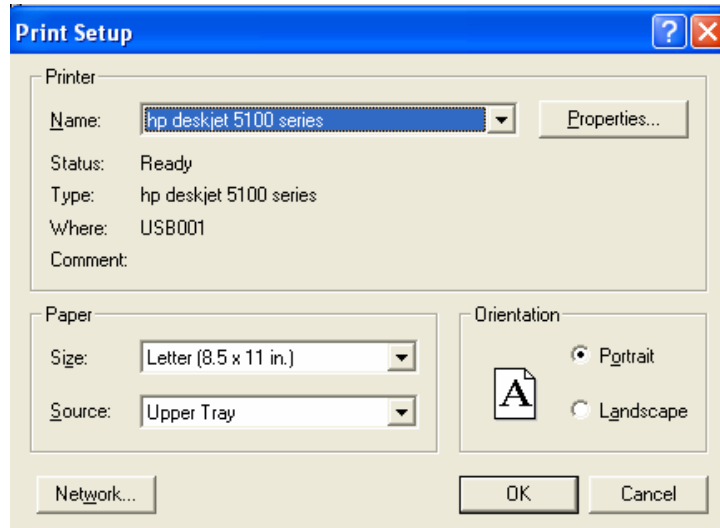 Print Setup
Printer
Name: hp deskjet 5100 series Properties...
Status: Ready
Type: hp deskjet 5100 series
Where: USB001
Comment:
Paper
Size: Letter (8.5 x 11 in.)
Source: Upper Tray
Orientation
A
Portrait
Landscape
Network... OK Cancel